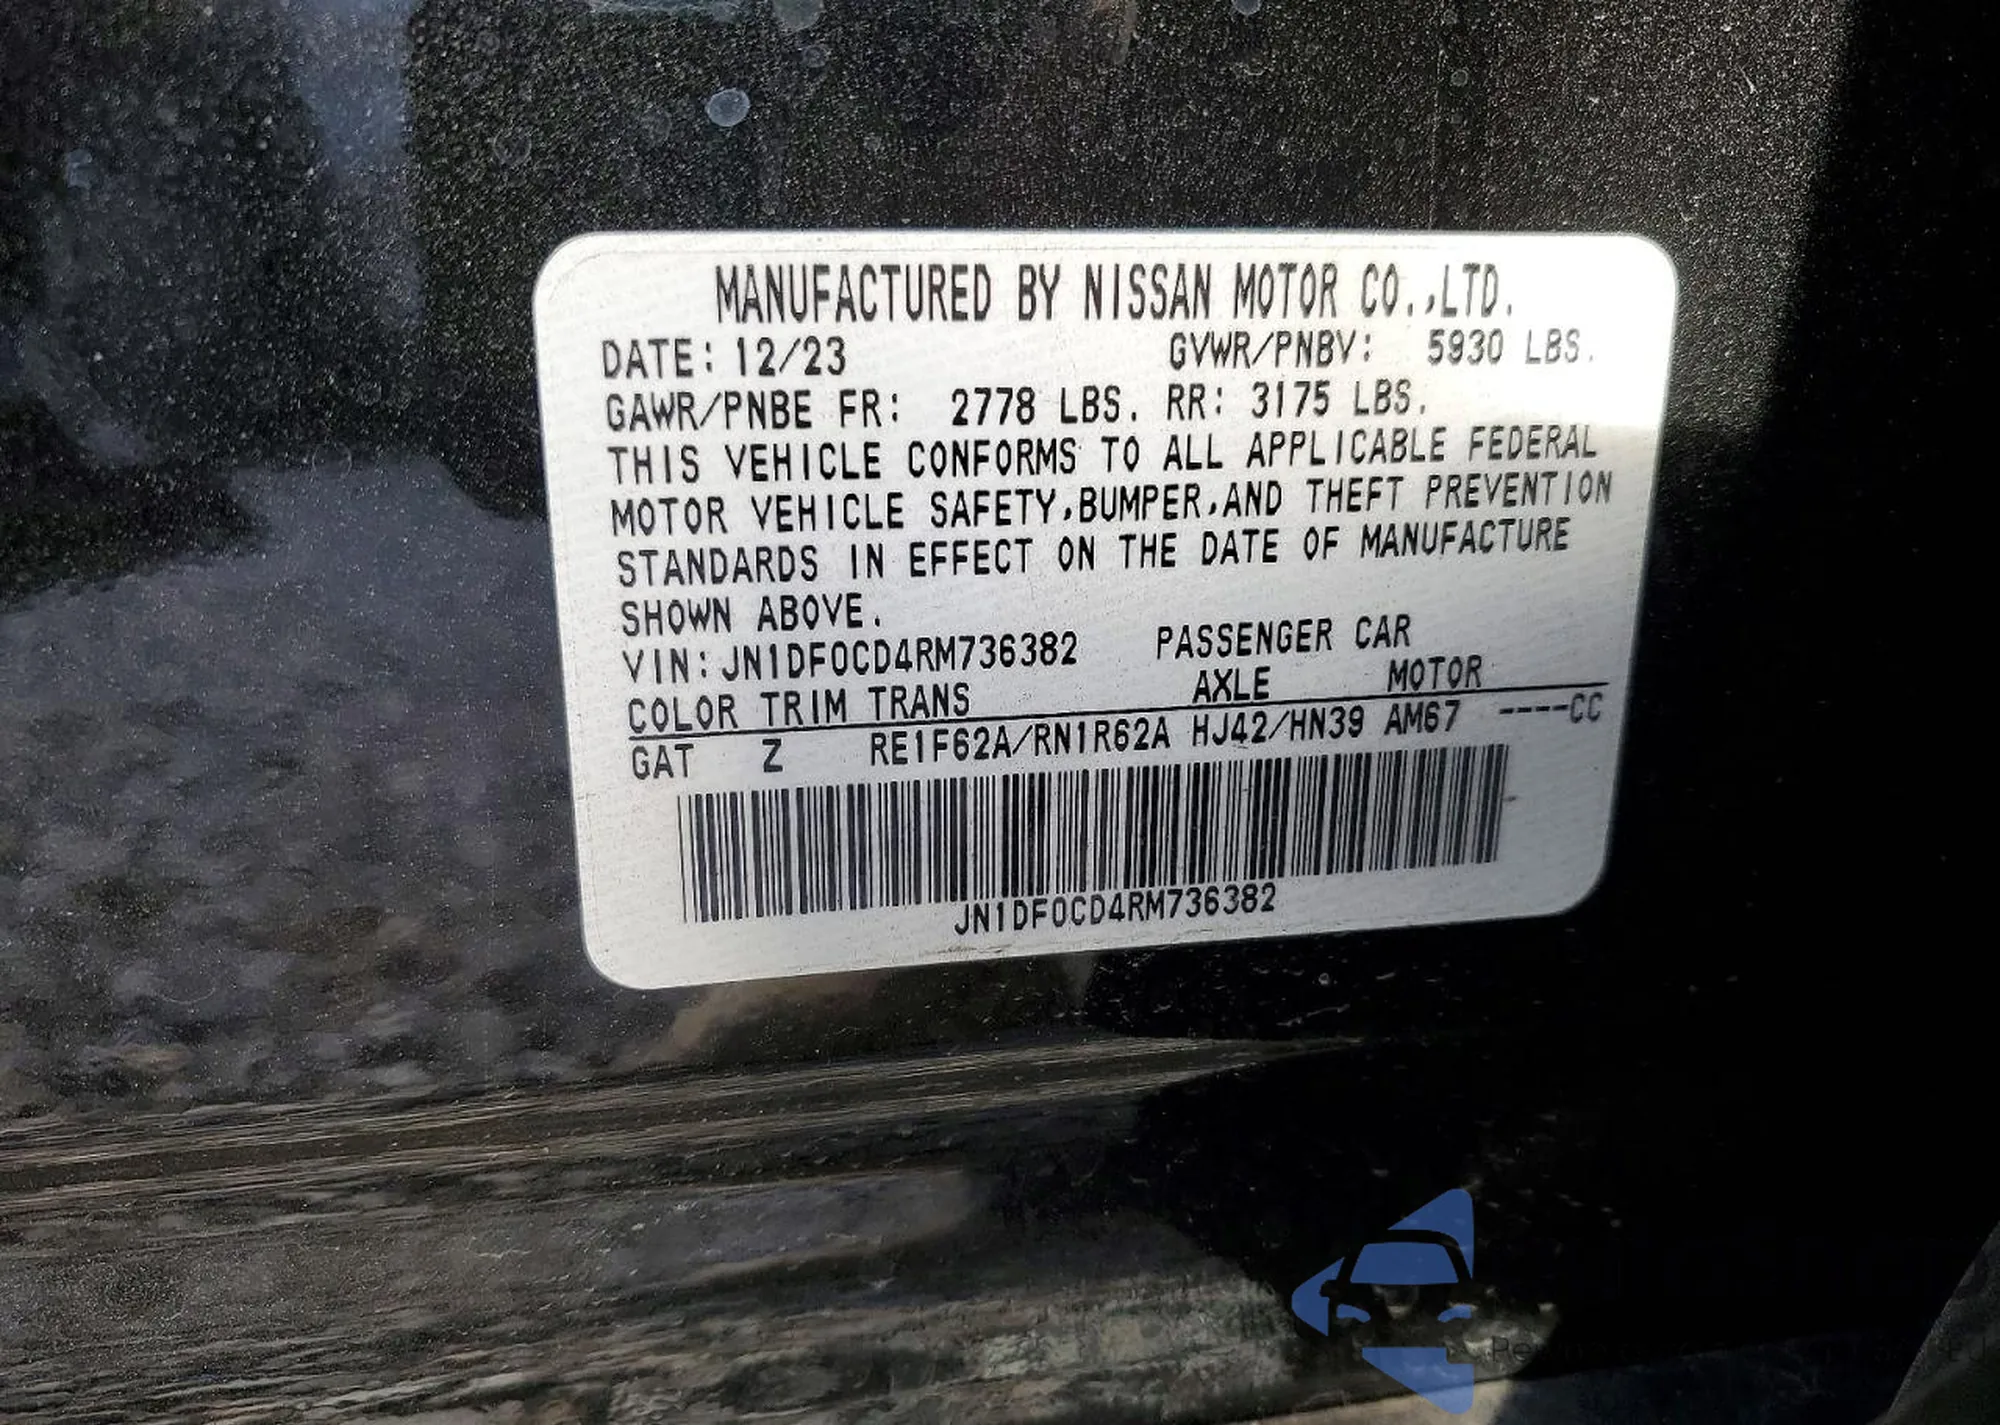 MANUFACTURED BY NISSAN MOTOR CO.,LTD.
DATE: 12/23 GVWR/PNBV: 5930 LBS.
GAWR/PNBE FR: 2778 LBS. RR: 3175 LBS.
THIS VEHICLE CONFORMS TO ALL APPLICABLE FEDERAL
MOTOR VEHICLE SAFETY,BUMPER,AND THEFT PREVENTION
STANDARDS IN EFFECT ON THE DATE OF MANUFACTURE
SHOWN ABOVE.
VIN: JN1DF0CD4RM736382 PASSENGER CAR
COLOR TRIM TRANS AXLE MOTOR
GAT Z RE1F62A/RN1R62A HJ42/HN39 AM67 ----CC
JN1DF0CD4RM736382